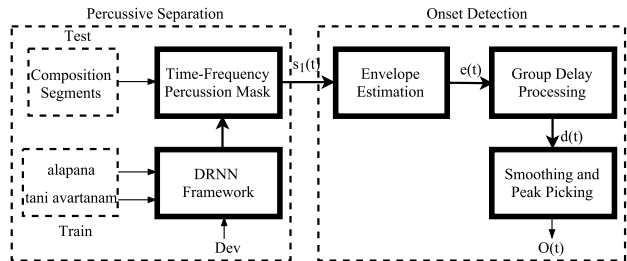 Percussive Separation
Onset Detection
Test
Composition
Segments
Time-Frequency
Percussion Mask
s1(t)
Envelope
Estimation
e(t)
Group Delay
Processing
d(t)
alapana
tani avartanam
Train
DRNN
Framework
Dev
Smoothing and
Peak Picking
O(t)